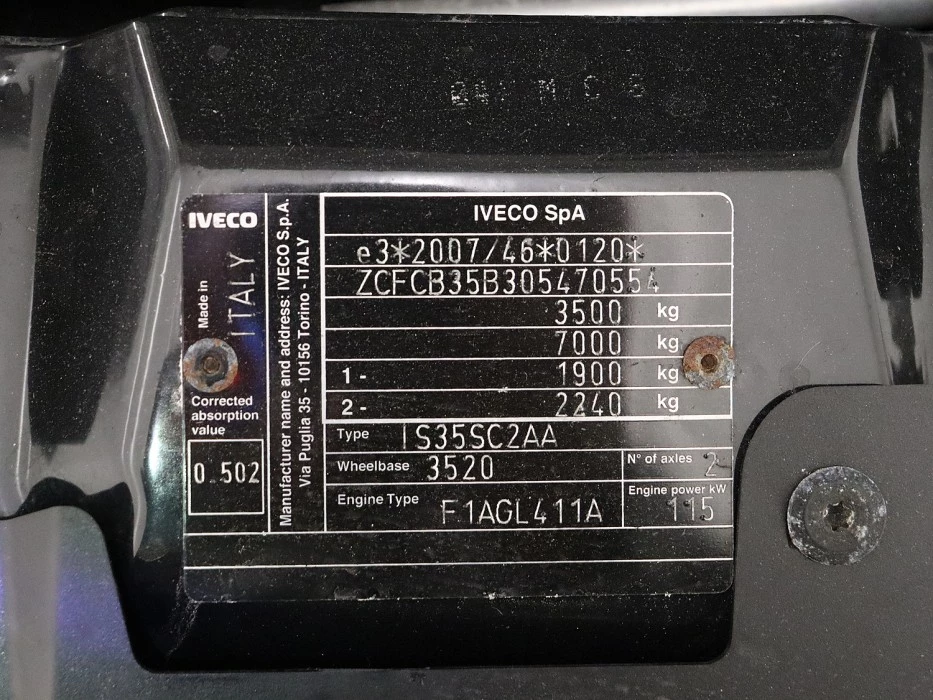 IVECO
Made in ITALY
Corrected
absorption
value
0.502
Manufacturer name and address: IVECO S.p.A.
Via Puglia 35 - 10156 Torino - ITALY
IVECO SpA
e3*2007/46*0120*
ZCFCB35B305470554
3500 kg
7000 kg
1 - 1900 kg
2 - 2240 kg
Type IS35SC2AA
Wheelbase 3520
N° of axles 2
Engine Type F1AGL411A
Engine power kW
115